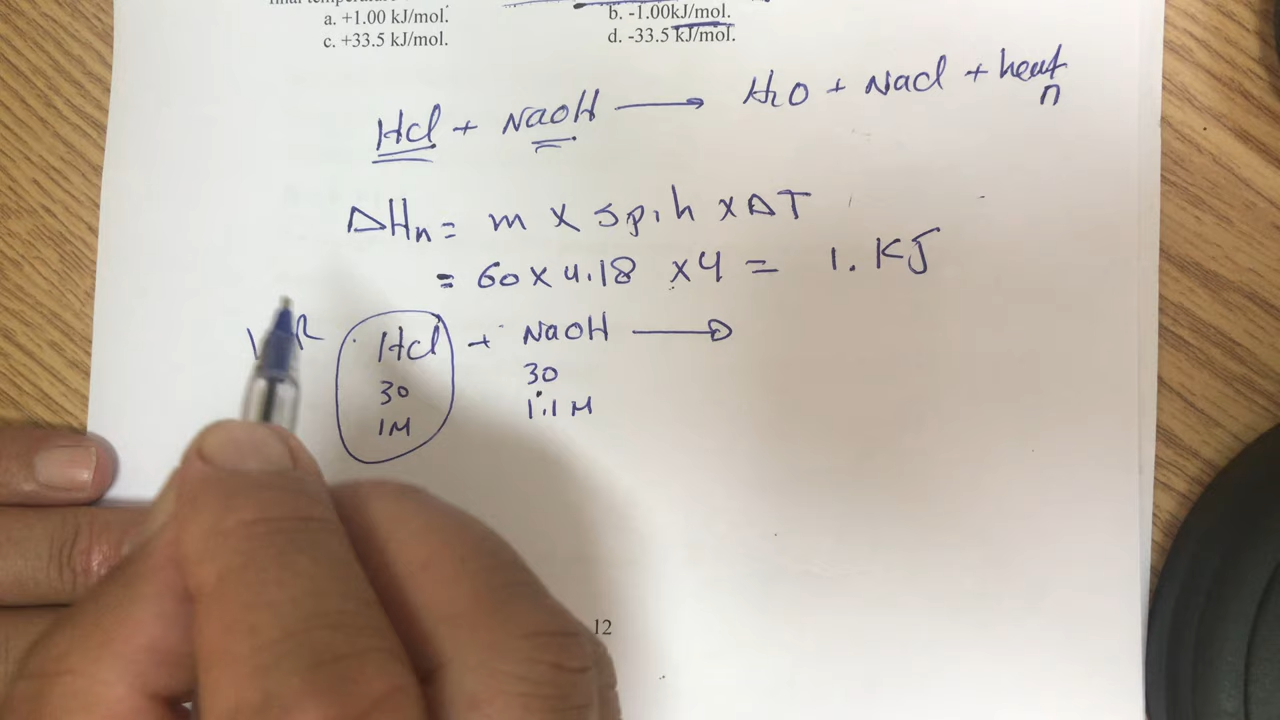 a. +1.00 kJ/mol. b. -1.00kJ/mol.
c. +33.5 kJ/mol. d. -33.5 kJ/mol.
Hcl + NaOH ⟶ H2O + Nacl + heat
n
ΔHn = m x sp.h x ΔT
= 60 x 4.18 x 4 = 1. KJ
Hcl + NaOH ⟶
30 30
1M 1.1 M
12